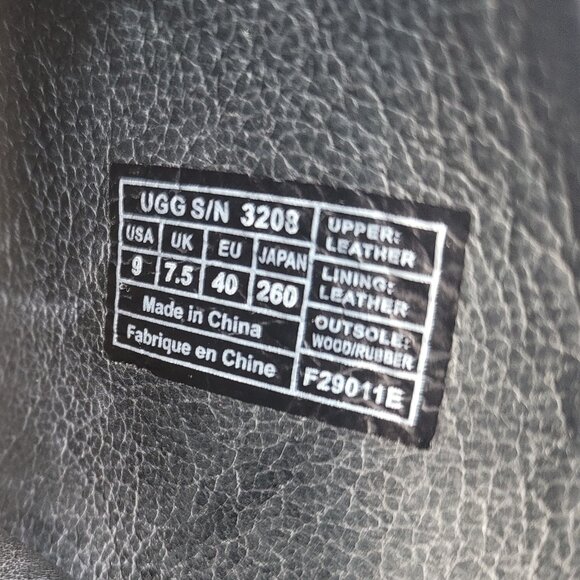 UGG S/N 3208
USA UK EU JAPAN
9 7.5 40 260
Made in China
Fabrique en Chine
UPPER:
LEATHER
LINING:
LEATHER
OUTSOLE:
WOOD/RUBBER
F29011E